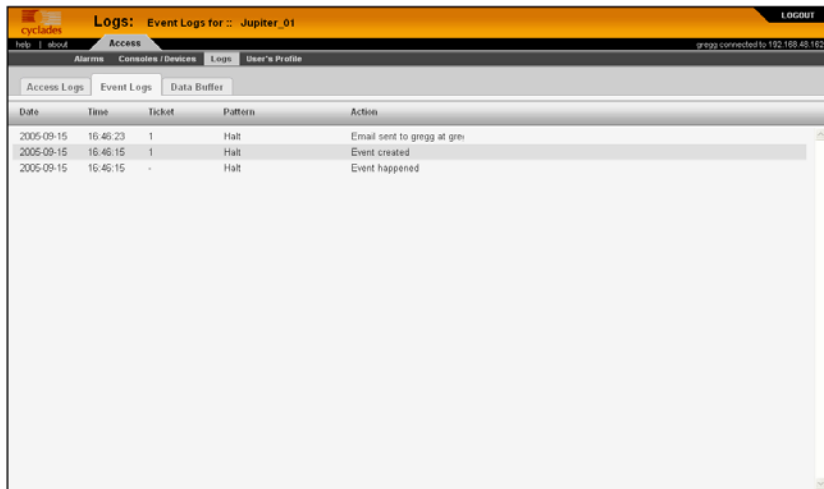 cyclades
Logs: Event Logs for :: Jupiter_01
LOGOUT
help | about
Access
gregg connected to 192.168.48.162
Alarms Consoles / Devices Logs User's Profile
Access Logs Event Logs Data Buffer
Date Time Ticket Pattern Action
2005-09-15 16:46:23 1 Halt Email sent to gregg at
2005-09-15 16:46:15 1 Halt Event created
2005-09-15 16:46:15 - Halt Event happened